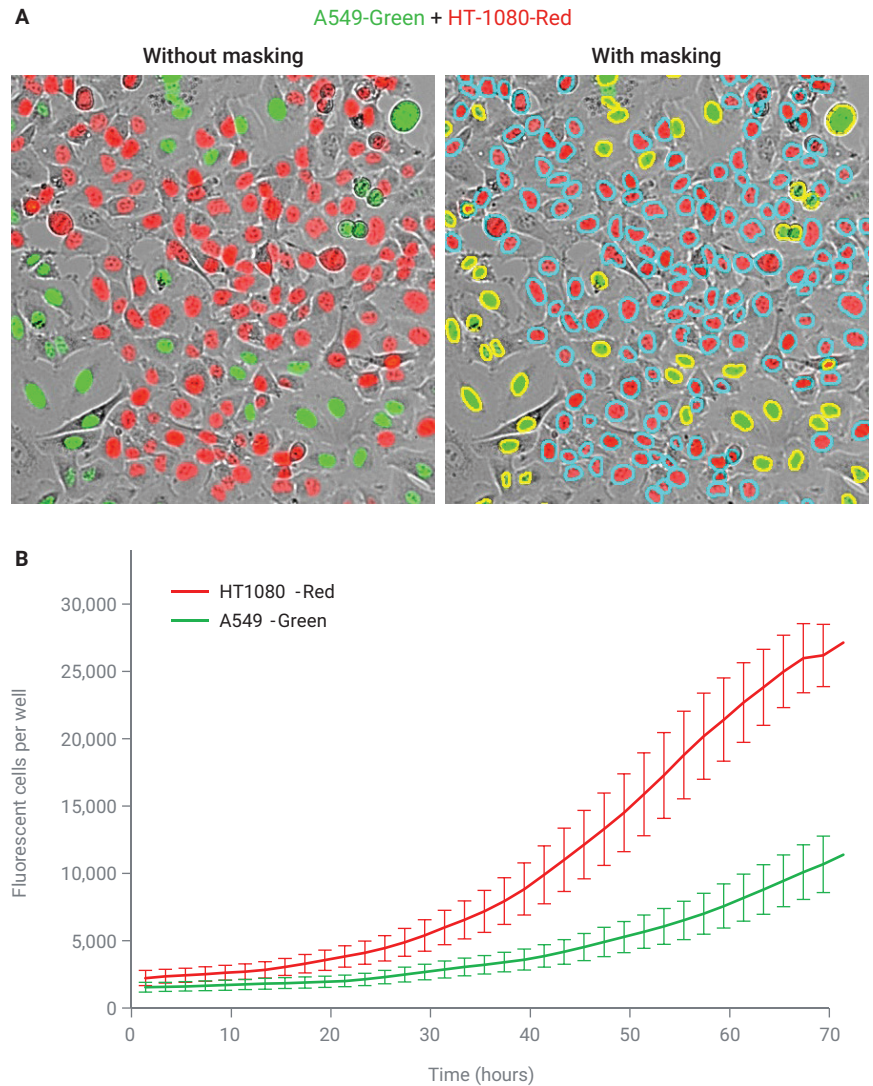 A
A549-Green + HT-1080-Red
Without masking
With masking
B
HT1080 -Red
A549 -Green
Fluorescent cells per well
30,000
25,000
20,000
15,000
10,000
5,000
0
0 10 20 30 40 50 60 70
Time (hours)